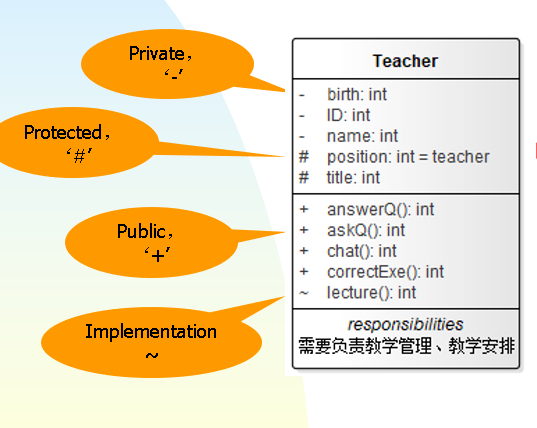 Private，
‘-’
Protected，
‘#’
Public，
‘+’
Implementation
~
Teacher
- birth: int
- ID: int
- name: int
# position: int = teacher
# title: int
+ answerQ(): int
+ askQ(): int
+ chat(): int
+ correctExe(): int
~ lecture(): int
responsibilities
需要负责教学管理、教学安排